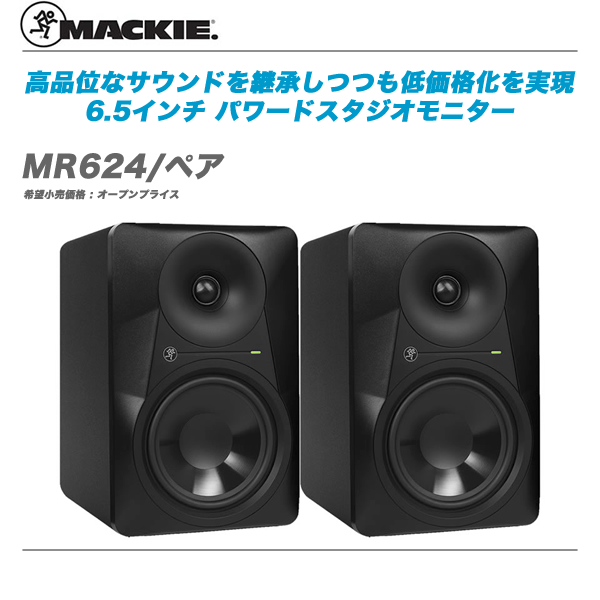 MACKIE.
高品位なサウンドを継承しつつも低価格化を実現
6.5インチ パワードスタジオモニター
MR624/ペア
希望小売価格：オープンプライス